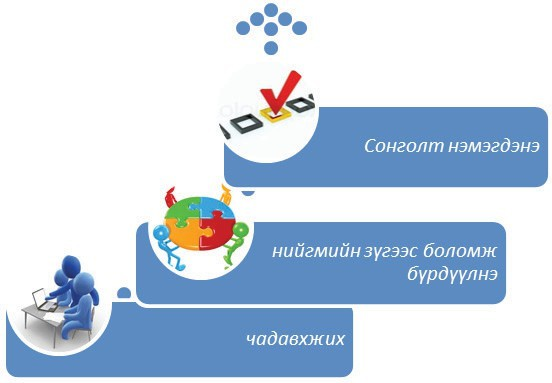 Сонголт нэмэгдэнэ
нийгмийн зүгээс боломж
бүрдүүлнэ
чадавхжих